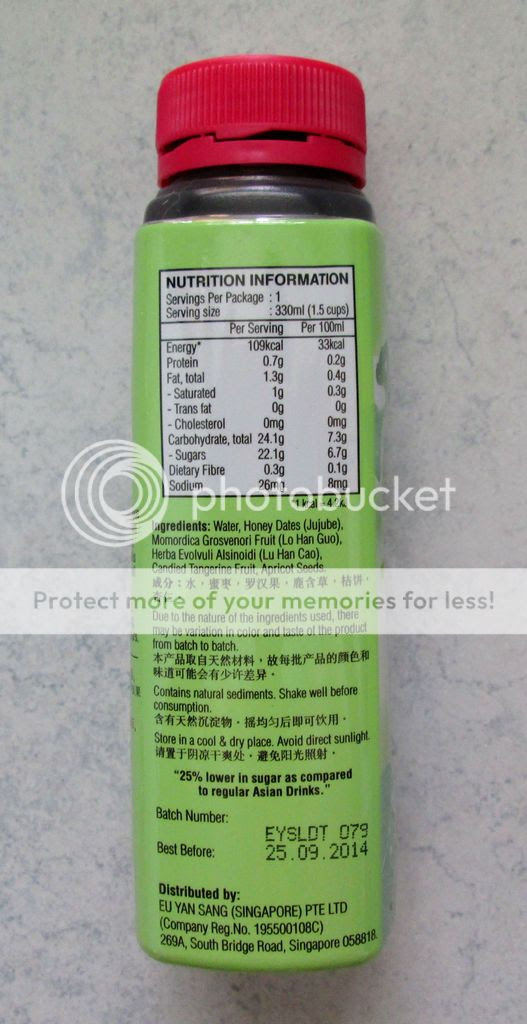 NUTRITION INFORMATION
Servings Per Package : 1
Serving size : 330ml (1.5 cups)
Per Serving Per 100ml
Energy* 109kcal 33kcal
Protein 0.7g 0.2g
Fat, total 1.3g 0.4g
- Saturated 1g 0.3g
- Trans fat 0g 0g
- Cholesterol 0mg 0mg
Carbohydrate, total 24.1g 7.3g
- Sugars 22.1g 6.7g
Dietary Fibre 0.3g 0.1g
Sodium 26mg 8mg
photobucket
Ingredients: Water, Honey Dates (Jujube),
Momordica Grosvenori Fruit (Lo Han Guo),
Herba Evolvuli Alsinoidi (Lu Han Cao),
Candied Tangerine Fruit, Apricot Seeds.
成分：水，蜜枣，罗汉果，鹿含草，桔饼，
Protect more of your memories for less!
Due to the nature of the ingredients used, there
may be variation in color and taste of the product
from batch to batch.
本产品取自天然材料，故每批产品的颜色和
味道可能会有少许差异。
Contains natural sediments. Shake well before
consumption.
含有天然沉淀物。摇均匀后即可饮用。
Store in a cool & dry place. Avoid direct sunlight.
请置于阴凉干爽处，避免阳光照射。
"25% lower in sugar as compared
to regular Asian Drinks."
Batch Number:
EYSLDT 079
Best Before: 25.09.2014
Distributed by:
EU YAN SANG (SINGAPORE) PTE LTD
(Company Reg.No. 195500108C)
269A, South Bridge Road, Singapore 058818.